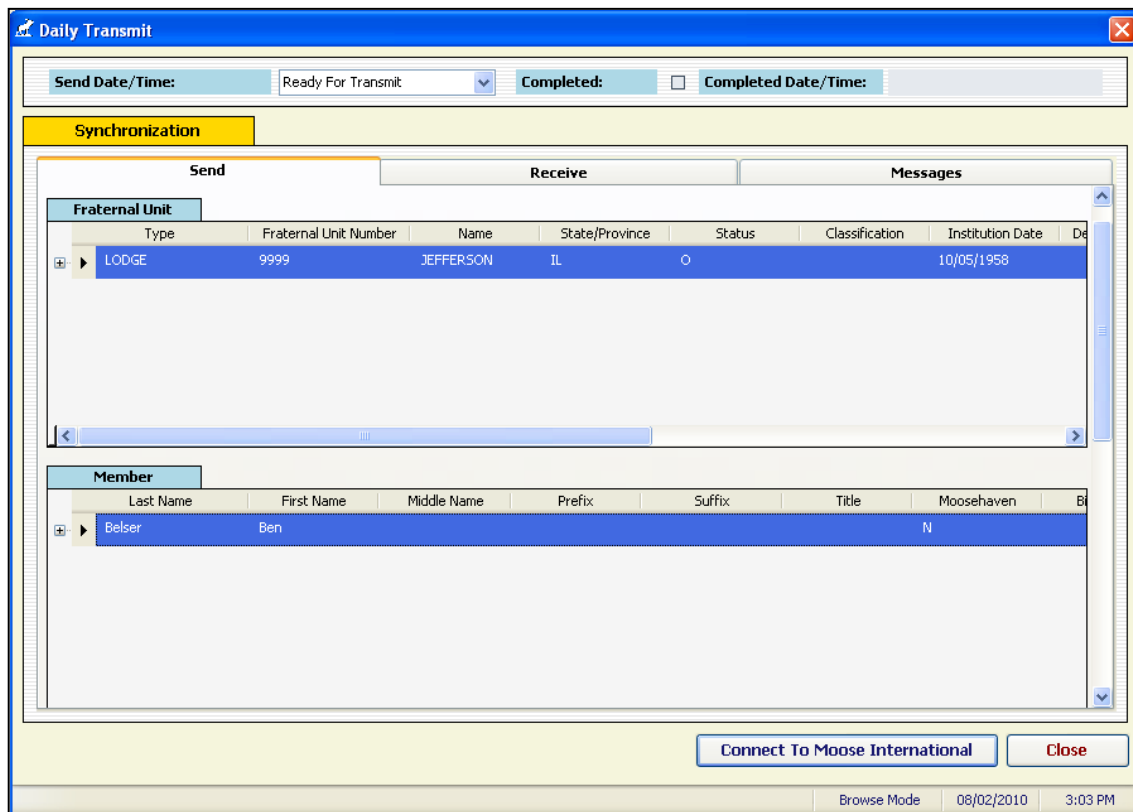 Daily Transmit
Send Date/Time: Ready For Transmit Completed: Completed Date/Time:
Synchronization
Send Receive Messages
Fraternal Unit
Type Fraternal Unit Number Name State/Province Status Classification Institution Date De
LODGE 9999 JEFFERSON IL O 10/05/1958
Member
Last Name First Name Middle Name Prefix Suffix Title Moosehaven Bi
Belser Ben N
Connect To Moose International Close
Browse Mode 08/02/2010 3:03 PM